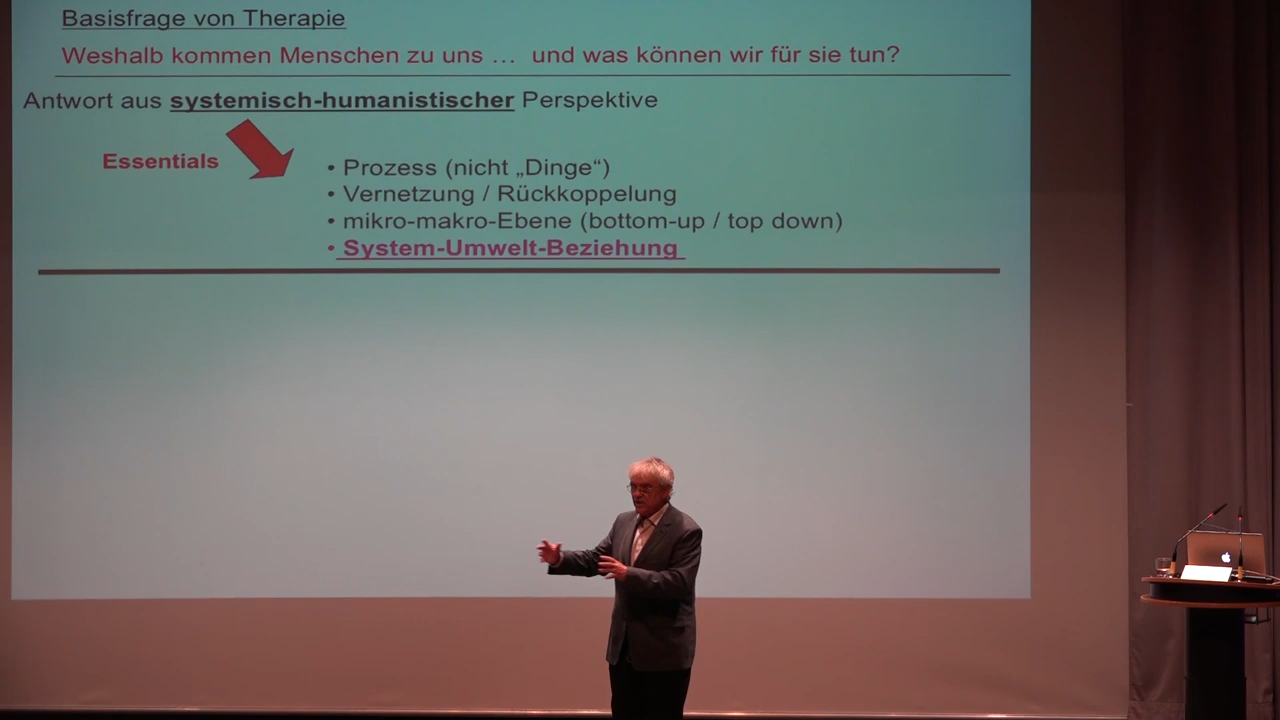 Basisfrage von Therapie
Weshalb kommen Menschen zu uns … und was können wir für sie tun?
Antwort aus systemisch-humanistischer Perspektive
Essentials
• Prozess (nicht „Dinge“)
• Vernetzung / Rückkoppelung
• mikro-makro-Ebene (bottom-up / top down)
• System-Umwelt-Beziehung